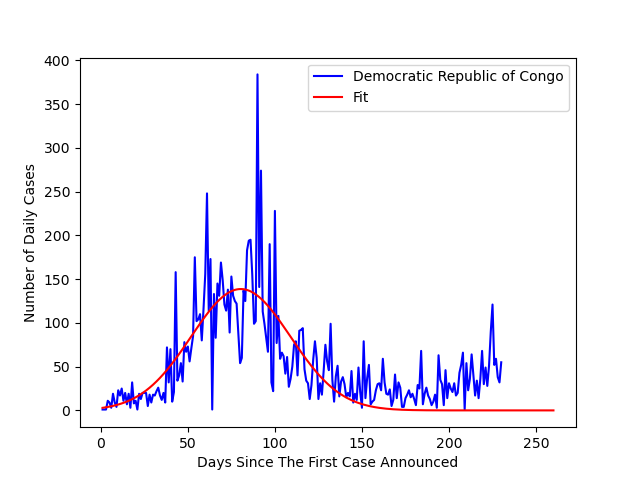 Democratic Republic of Congo
Fit
400
350
300
250
200
150
100
50
0
Number of Daily Cases
0 50 100 150 200 250
Days Since The First Case Announced